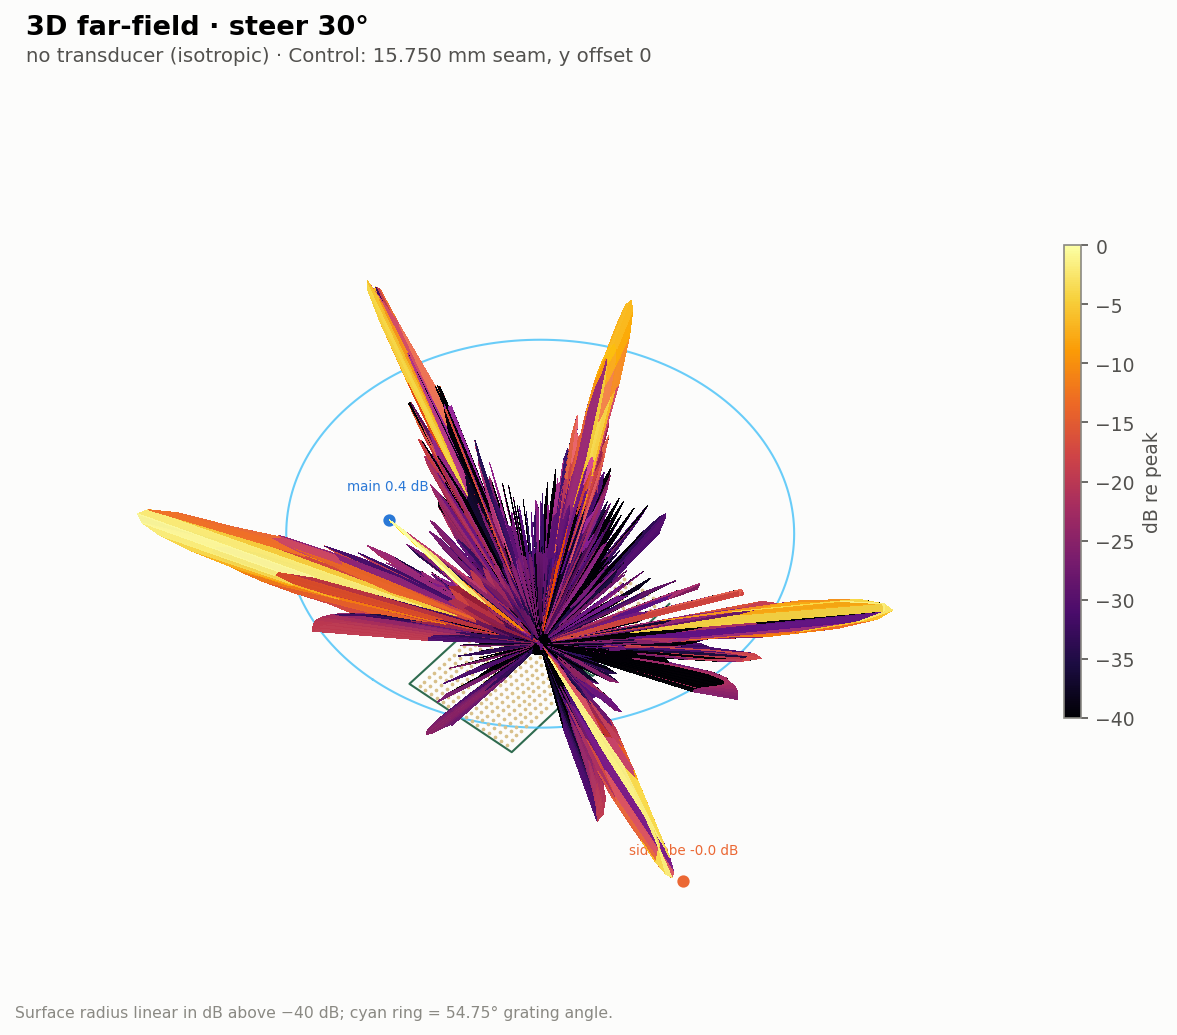 3D far-field · steer 30°
no transducer (isotropic) · Control: 15.750 mm seam, y offset 0
0
−5
−10
−15
−20
−25
−30
−35
−40
dB re peak
main 0.4 dB
-0.0 dB
Surface radius linear in dB above −40 dB; cyan ring = 54.75° grating angle.